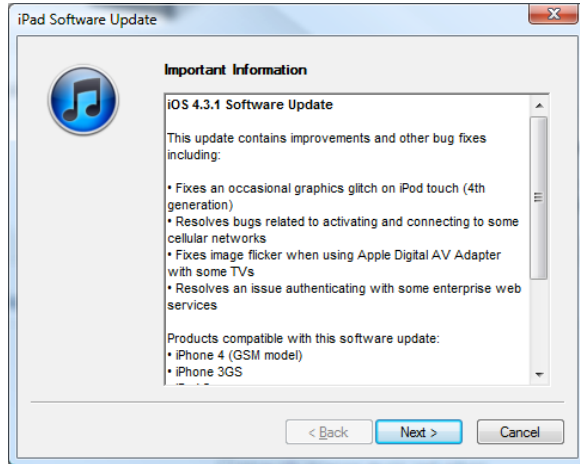 iPad Software Update
Important Information
iOS 4.3.1 Software Update
This update contains improvements and other bug fixes
including:
• Fixes an occasional graphics glitch on iPod touch (4th
generation)
• Resolves bugs related to activating and connecting to some
cellular networks
• Fixes image flicker when using Apple Digital AV Adapter
with some TVs
• Resolves an issue authenticating with some enterprise web
services
Products compatible with this software update:
• iPhone 4 (GSM model)
• iPhone 3GS
< Back
Next >
Cancel